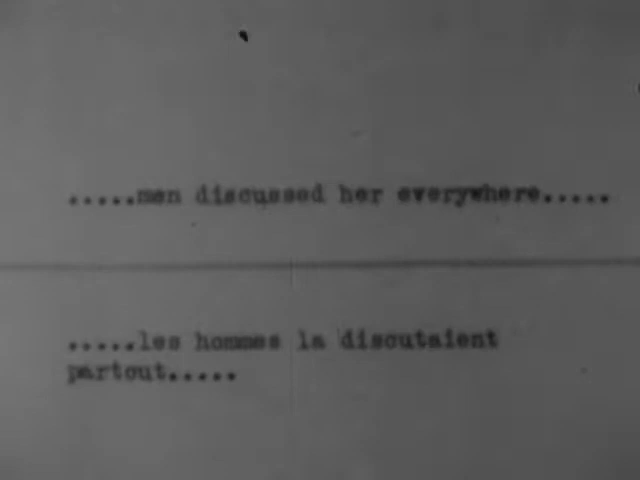 .....men discussed her everywhere.....
.....les hommes la discutaient
partout.....